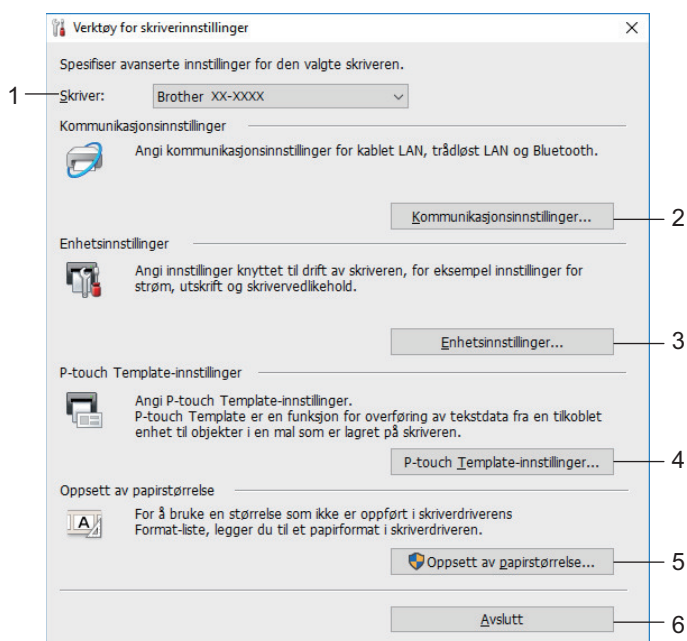 Verktøy for skriverinnstillinger
Spesifiser avanserte innstillinger for den valgte skriveren.
1
Skriver:
Brother XX-XXXX
Kommunikasjonsinnstillinger
Angi kommunikasjonsinnstillinger for kablet LAN, trådløst LAN og Bluetooth.
Kommunikasjonsinnstillinger...
2
Enhetsinnstillinger
Angi innstillinger knyttet til drift av skriveren, for eksempel innstillinger for
strøm, utskrift og skrivervedlikehold.
Enhetsinnstillinger...
3
P-touch Template-innstillinger
Angi P-touch Template-innstillinger.
P-touch Template er en funksjon for overføring av tekstdata fra en tilkoblet
enhet til objekter i en mal som er lagret på skriveren.
P-touch Template-innstillinger...
4
Oppsett av papirstørrelse
A
For å bruke en størrelse som ikke er oppført i skriverdriverens
Format-liste, legger du til et papirformat i skriverdriveren.
Oppsett av papirstørrelse...
5
Avslutt
6